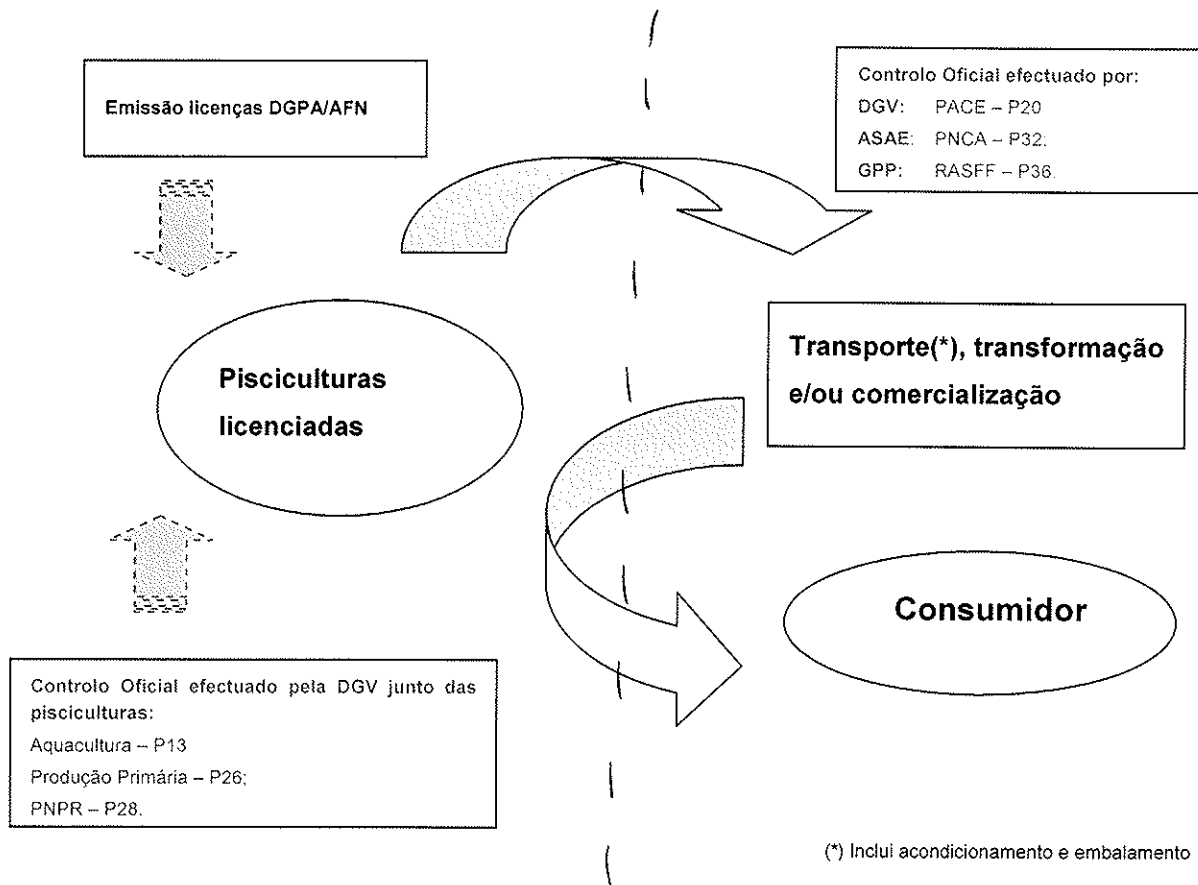 Emissão licenças DGPA/AFN
Controlo Oficial efectuado por:
DGV: PACE – P20
ASAE: PNCA – P32;
GPP: RASFF – P36.
Pisciculturas
licenciadas
Transporte(*), transformação
e/ou comercialização
Consumidor
Controlo Oficial efectuado pela DGV junto das
pisciculturas:
Aquacultura – P13
Produção Primária – P26;
PNPR – P28.
(*) Inclui acondicionamento e embalamento